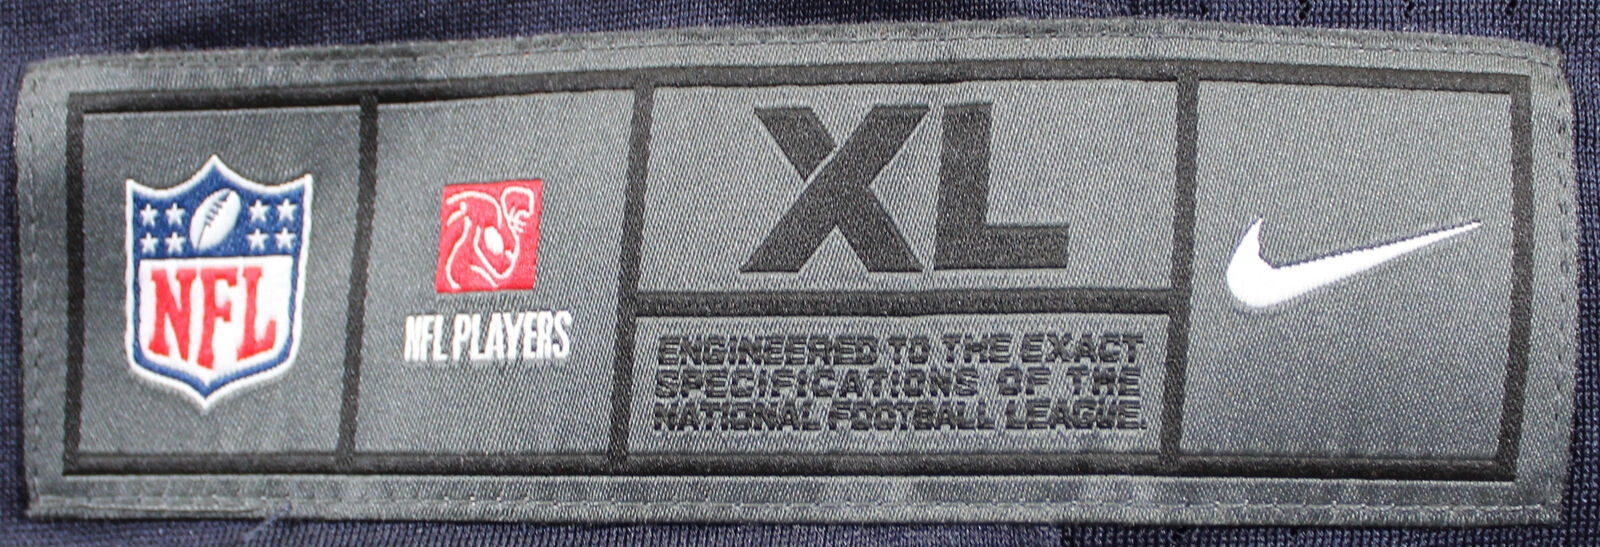 NFL
NFL PLAYERS
XL
ENGINEERED TO THE EXACT
SPECIFICATIONS OF THE
NATIONAL FOOTBALL LEAGUE.